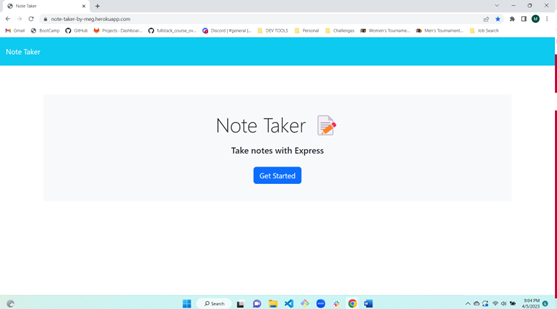 Note Taker
note-taker-by-meg.herokuapp.com
Gmail BootCamp GitHub Projects - Dashboar... fullstack_course_ov... Discord | #general |... DEV TOOLS Personal Challenges Women's Tourname... Men's Tournament... Job Search
Note Taker
Note Taker
Take notes with Express
Get Started
Search
9:04 PM
4/5/2023